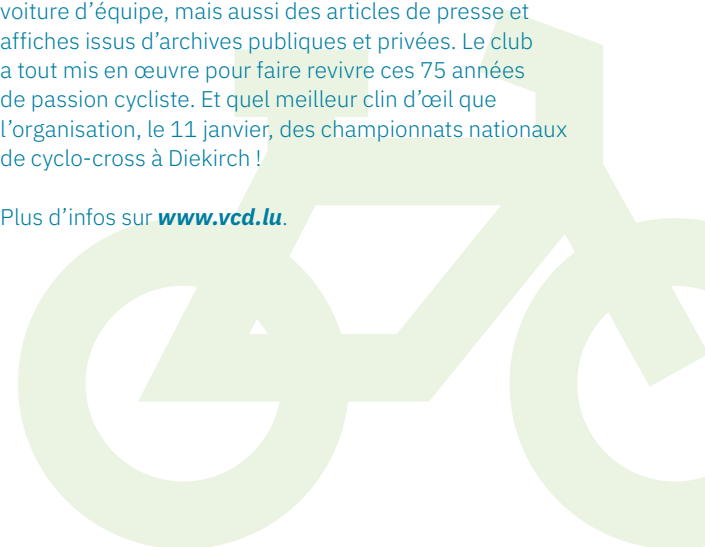 voiture d’équipe, mais aussi des articles de presse et
affiches issus d’archives publiques et privées. Le club
a tout mis en œuvre pour faire revivre ces 75 années
de passion cycliste. Et quel meilleur clin d’œil que
l’organisation, le 11 janvier, des championnats nationaux
de cyclo-cross à Diekirch !
Plus d’infos sur www.vcd.lu.